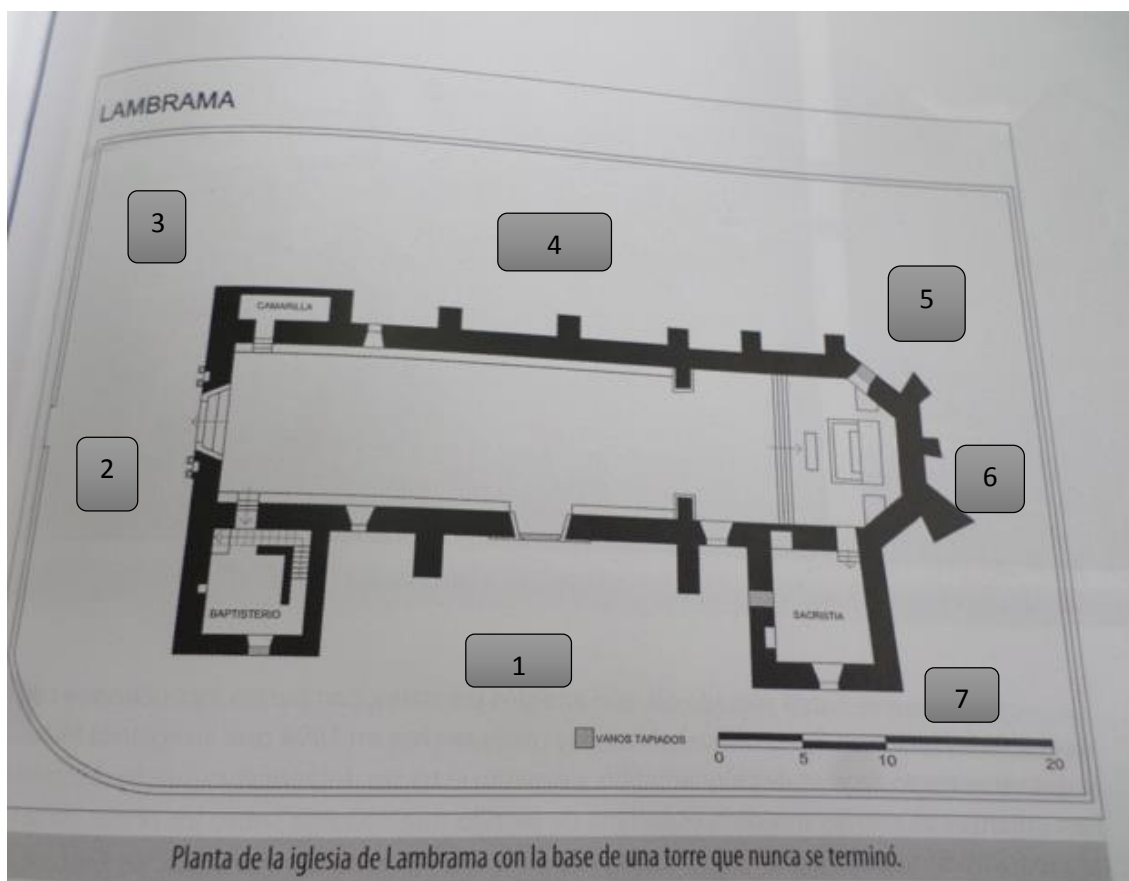 LAMBRAMA
3
4
5
CAMARILLA
2
6
BAPTISTERIO
SACRISTIA
1
7
VANOS TAPIADOS
0 5 10 20
Planta de la iglesia de Lambrama con la base de una torre que nunca se terminó.